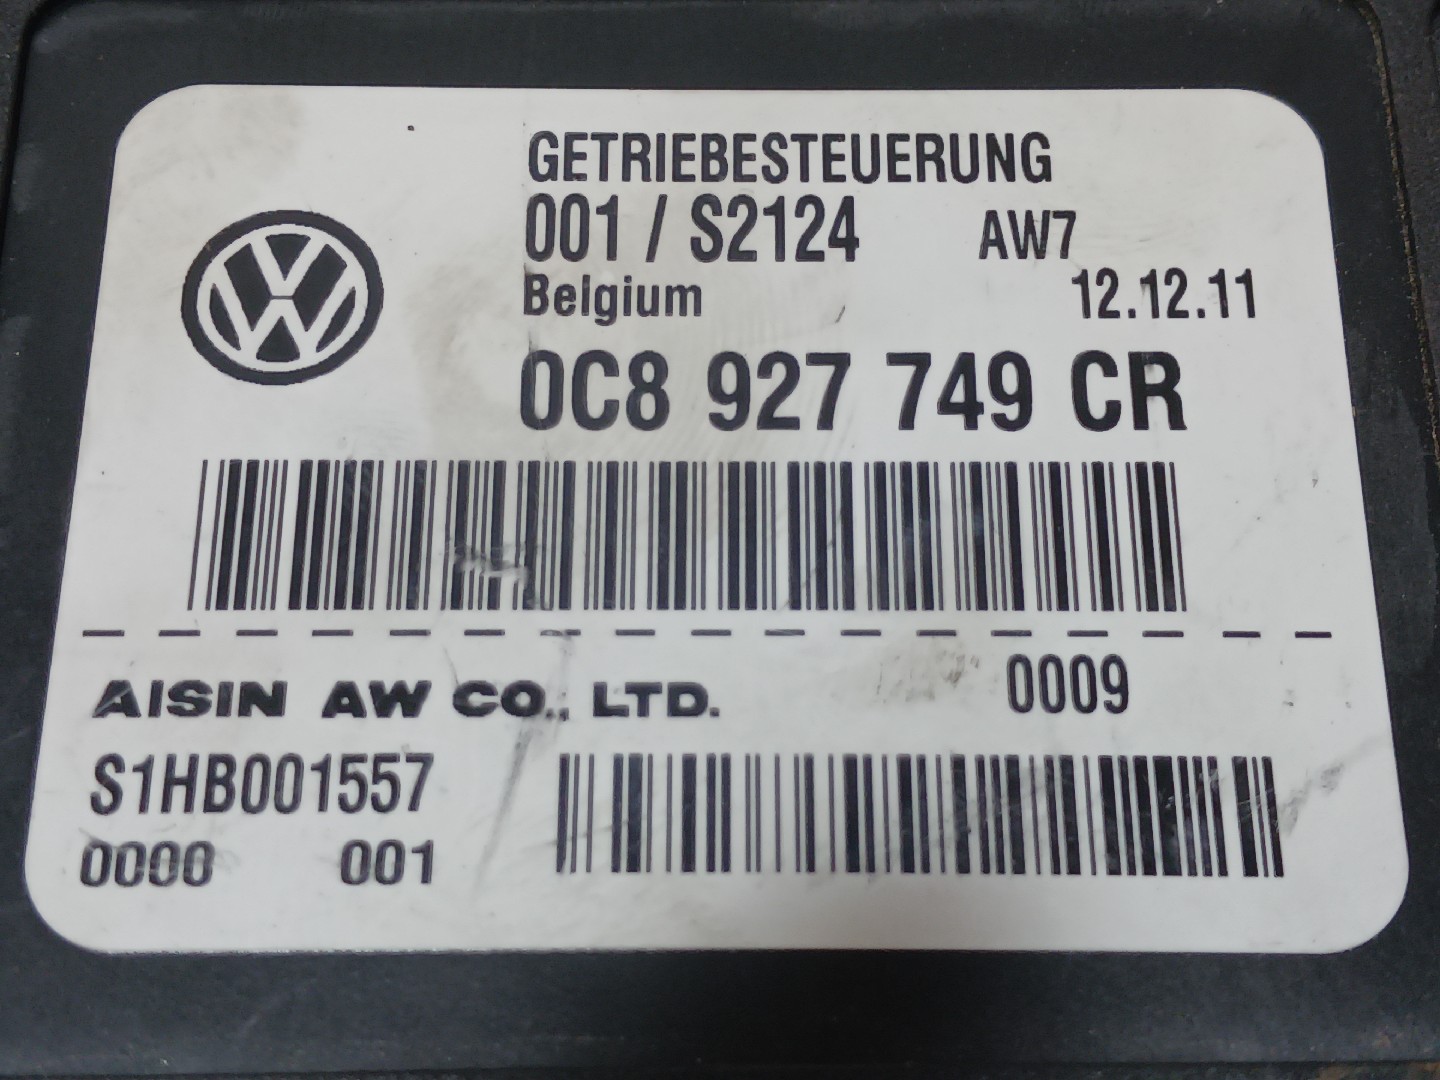 GETRIEBESTEUERUNG
001 / S2124 AW7
Belgium 12.12.11
0C8 927 749 CR
AISIN AW CO., LTD. 0009
S1HB001557
0000 001